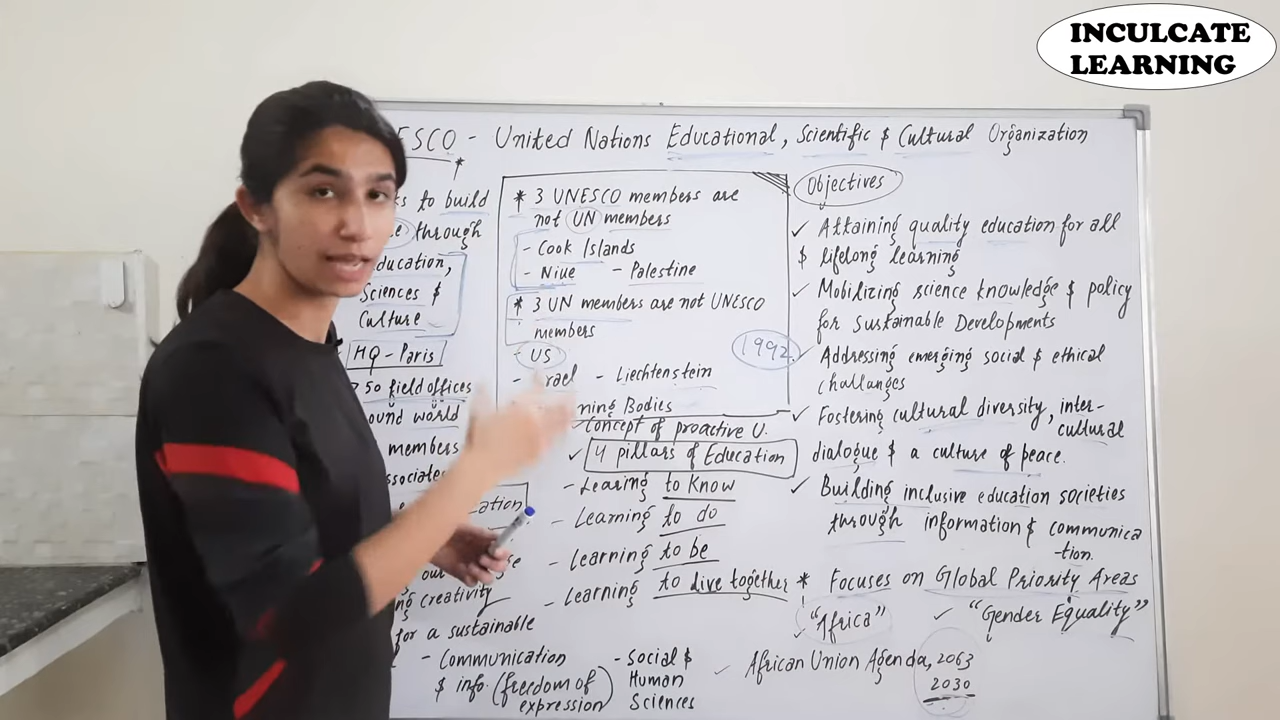 INCULCATE
LEARNING
ESCO - United Nations Educational, Scientific & Cultural Organization
to build
through
ducation,
Sciences &
Culture
HQ - Paris
50 field offices
ound world
members
ssociates
cation
our
ng creativity
for a sustainable
- Communication
& info. (freedom of
expression)
- Social &
Human
Sciences
* 3 UNESCO members are
not UN members
- Cook Islands
- Niue - Palestine
* 3 UN members are not UNESCO
members
- US
- rael - Liechtenstein
ning Bodies
1992
Concept of proactive U.
✓ 4 pillars of Education
- Learing to Know
- Learning to do
- Learning to be
- Learning to live together
Objectives
✓ Attaining quality education for all
& lifelong learning
✓ Mobilizing science knowledge & policy
for Sustainable Developments
Addressing emerging social & ethical
challanges
✓ Fostering cultural diversity, inter-
cultural
dialogue & a culture of peace.
✓ Building inclusive education societies
through information & communica
-tion.
* Focuses on Global Priority Areas
✓ "Africa" ✓ "Gender Equality"
✓ African Union Agenda, 2063
2030